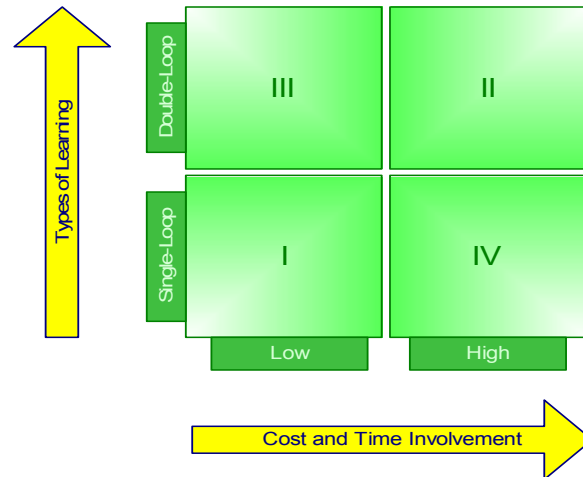 Types of Learning
Double-Loop
III
II
Single-Loop
I
IV
Low
High
Cost and Time Involvement